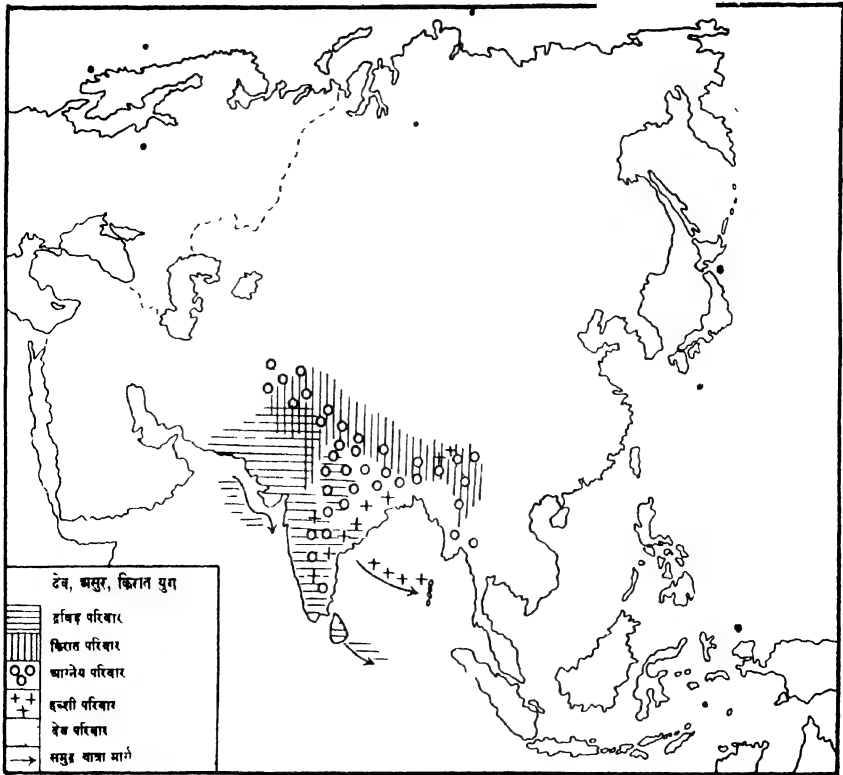 देव, असुर, किरात युग
द्रविड़ परिवार
किरात परिवार
आग्नेय परिवार
हब्शी परिवार
देव परिवार
समुद्र यात्रा मार्ग